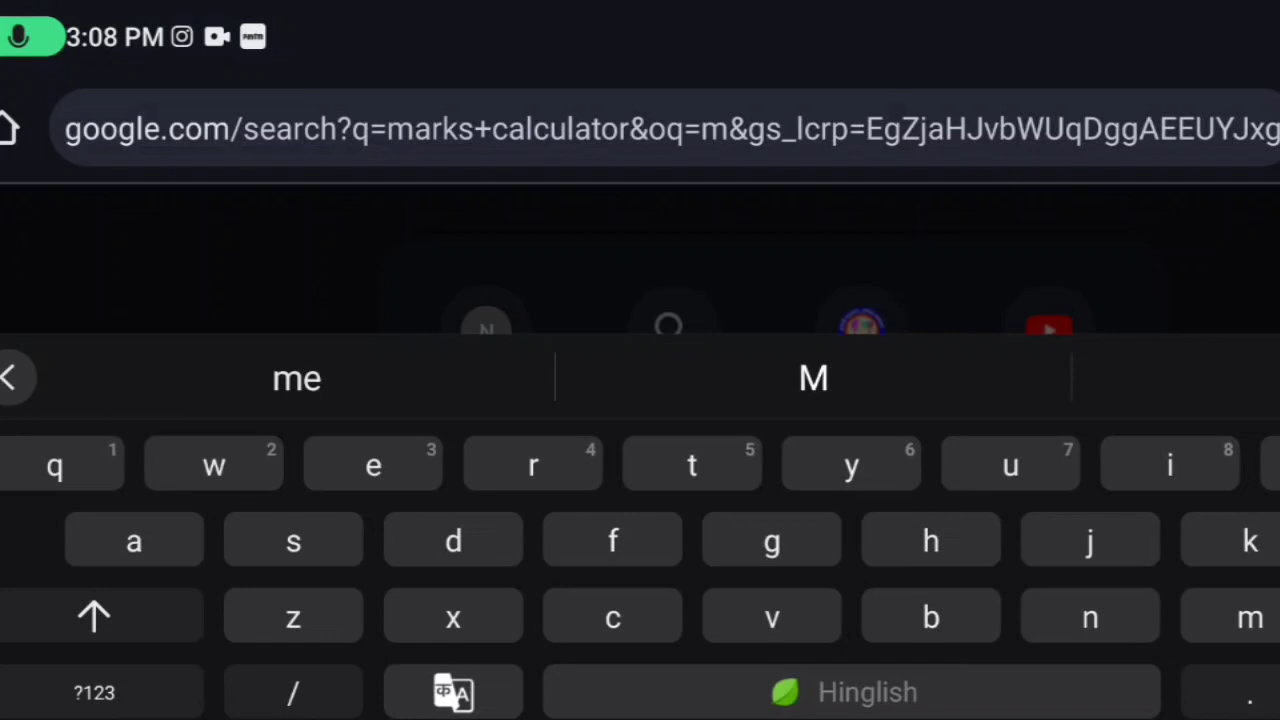 3:08 PM
google.com/search?q=marks+calculator&oq=m&gs_lcrp=EgZjaHJvbWUqDggAEEUYJxg
N
me M
1 2 3 4 5 6 7 8
q w e r t y u i
a s d f g h j k
z x c v b n m
?123 / क A Hinglish .